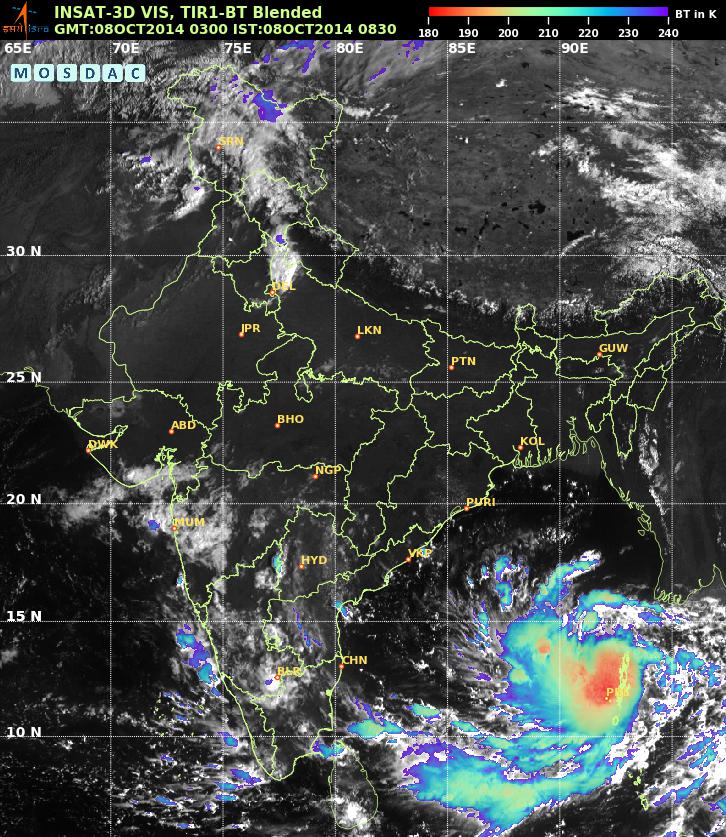 INSAT-3D VIS, TIR1-BT Blended
GMT:08OCT2014 0300 IST:08OCT2014 0830
BT in K
180 190 200 210 220 230 240
65E 70E 75E 80E 85E 90E
M O S D A C
SRN
30 N
DEL
JPR LKN
GUW
PTN
25 N
ABD BHO
DWK KOL
NGP
20 N PURI
MUM
VKP
HYD
15 N
BLR CHN
PBL
10 N